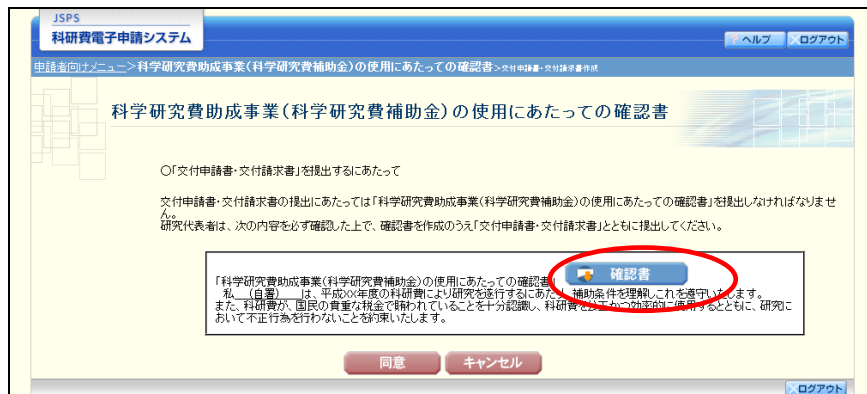 JSPS
科研費電子申請システム
? ヘルプ
×ログアウト
申請者向けメニュー>科学研究費助成事業(科学研究費補助金)の使用にあたっての確認書>交付申請書・交付請求書作成
科学研究費助成事業(科学研究費補助金)の使用にあたっての確認書
○「交付申請書・交付請求書」を提出するにあたって
交付申請書・交付請求書の提出にあたっては「科学研究費助成事業(科学研究費補助金)の使用にあたっての確認書」を提出しなければなりませ
ん。
研究代表者は、次の内容を必ず確認した上で、確認書を作成のうえ「交付申請書・交付請求書」とともに提出してください。
「科学研究費助成事業(科学研究費補助金)の使用にあたっての確認書」 確認書
私__(自署)__は、平成XX年度の科研費により研究を遂行するにあたり、補助条件を理解しこれを遵守いたします。
また、科研費が、国民の貴重な税金で賄われていることを十分認識し、科研費を公正かつ効率的に使用するとともに、研究に
おいて不正行為を行わないことを約束いたします。
同意
キャンセル
×ログアウト